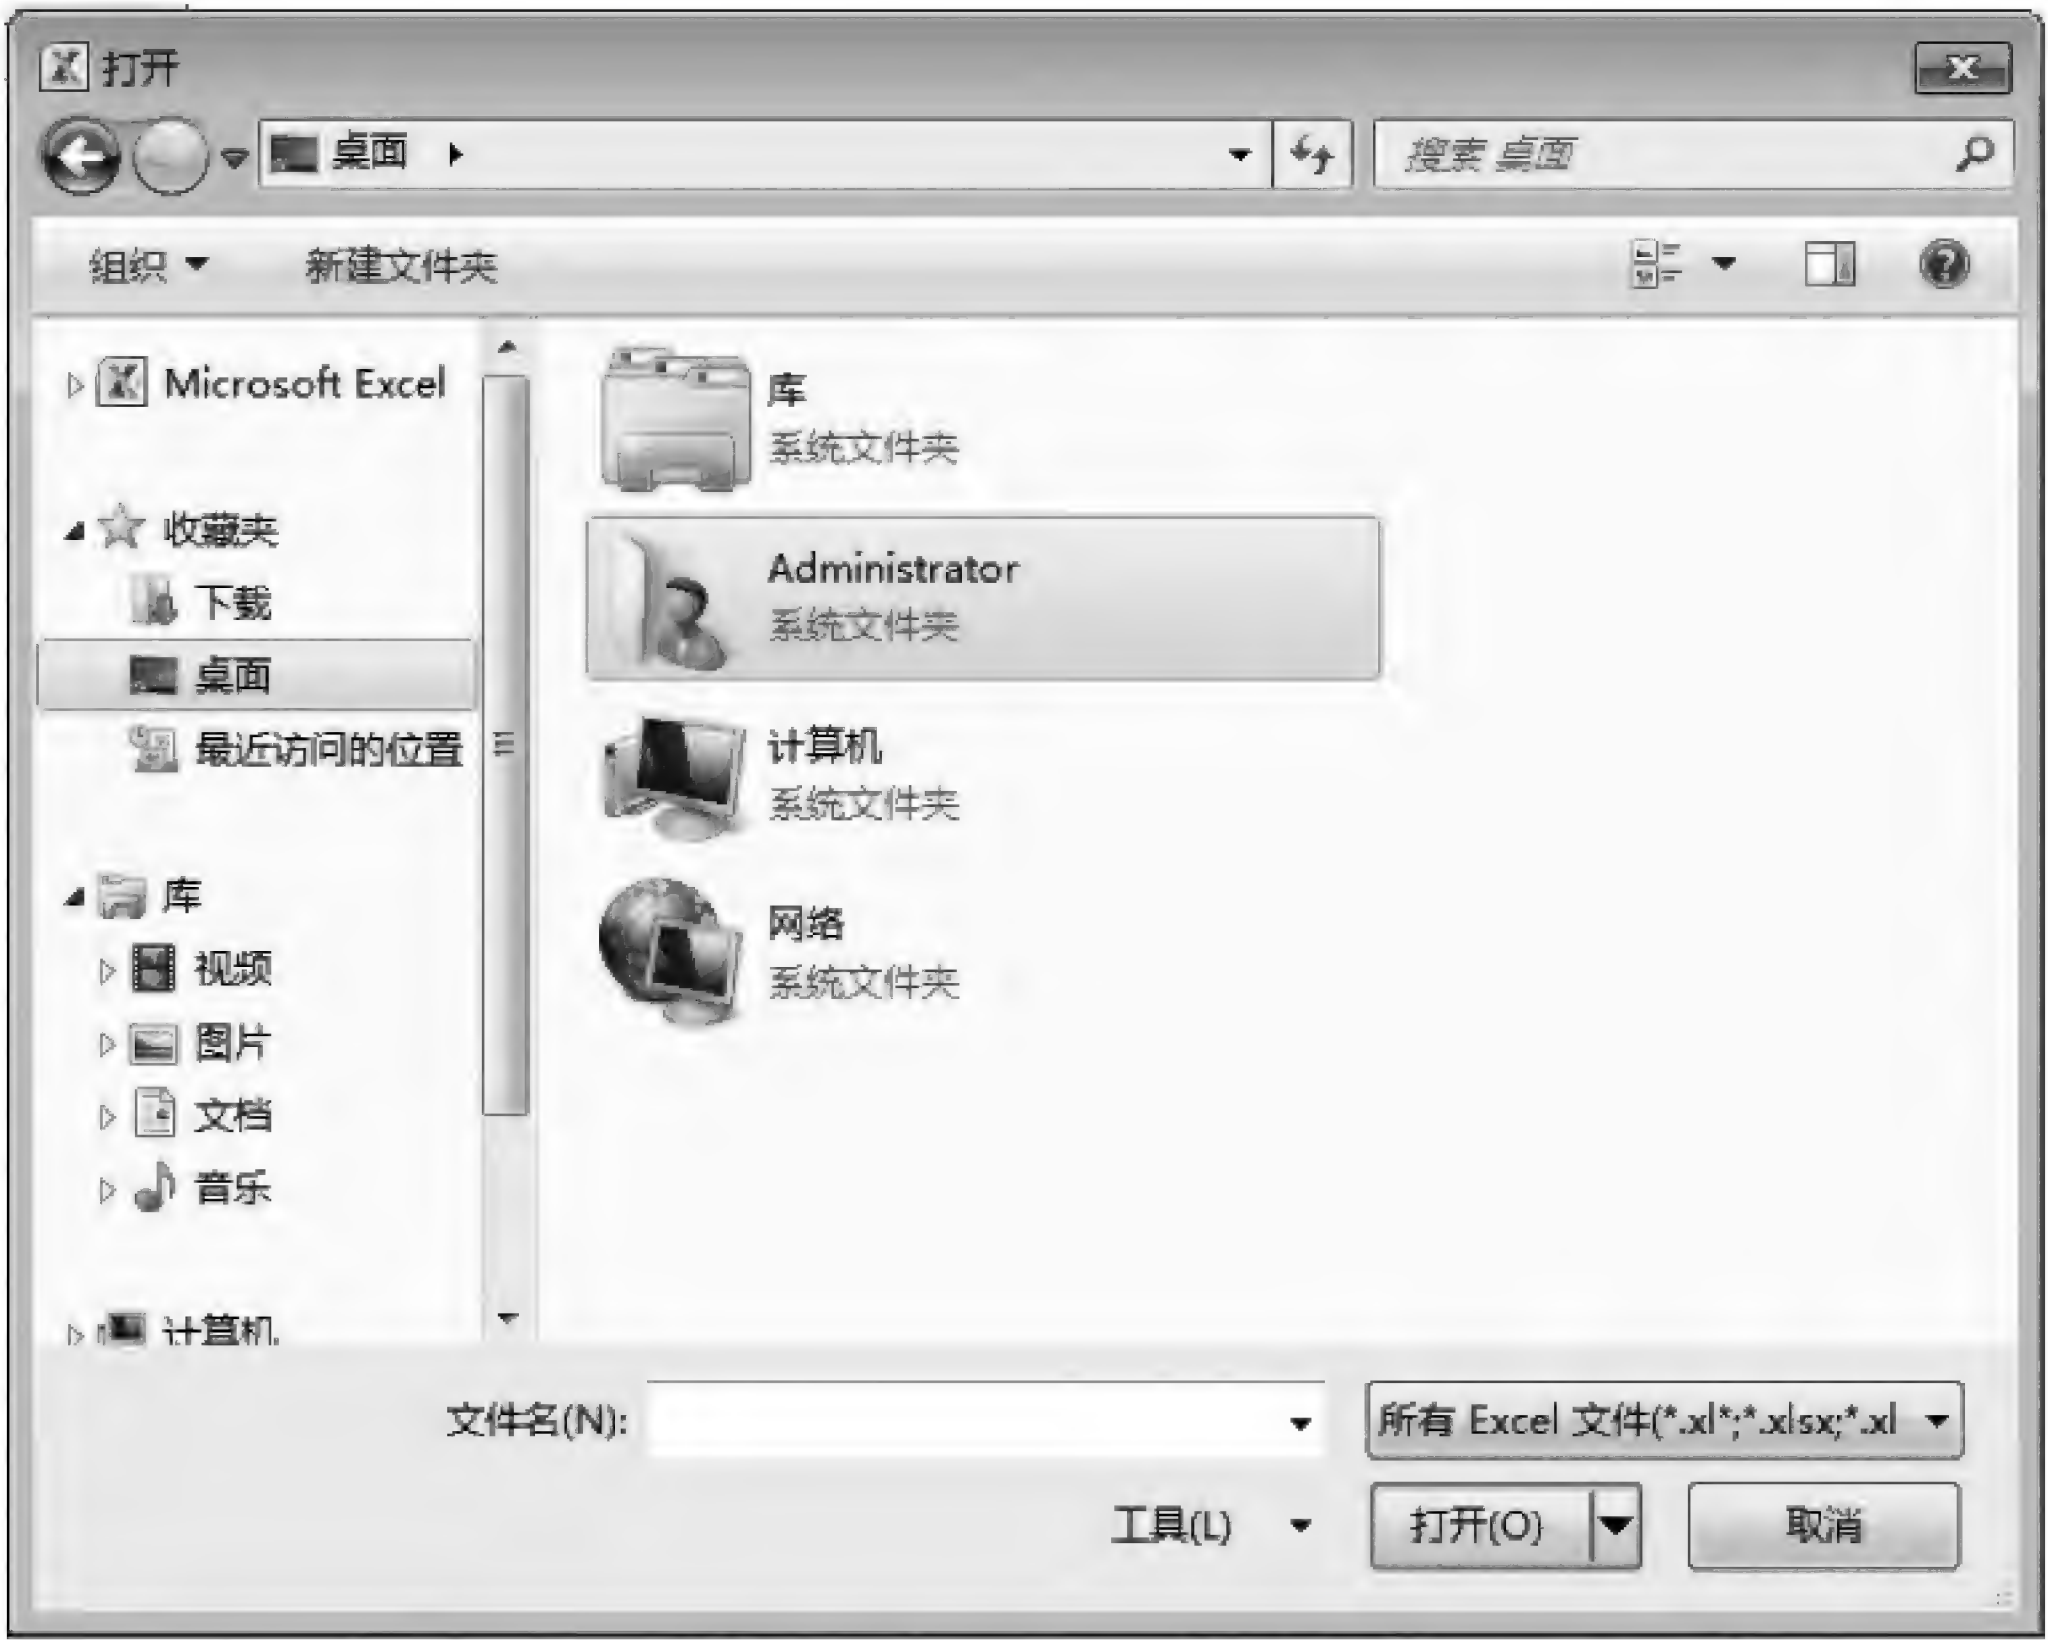 打开
桌面
搜索 桌面
组织
新建文件夹
Microsoft Excel
收藏夹
下载
桌面
最近访问的位置
库
视频
图片
文档
音乐
计算机
库
系统文件夹
Administrator
系统文件夹
计算机
系统文件夹
网络
系统文件夹
文件名(N):
所有 Excel 文件(*.xl*;*.xlsx;*.xl
工具(L)
打开(O)
取消